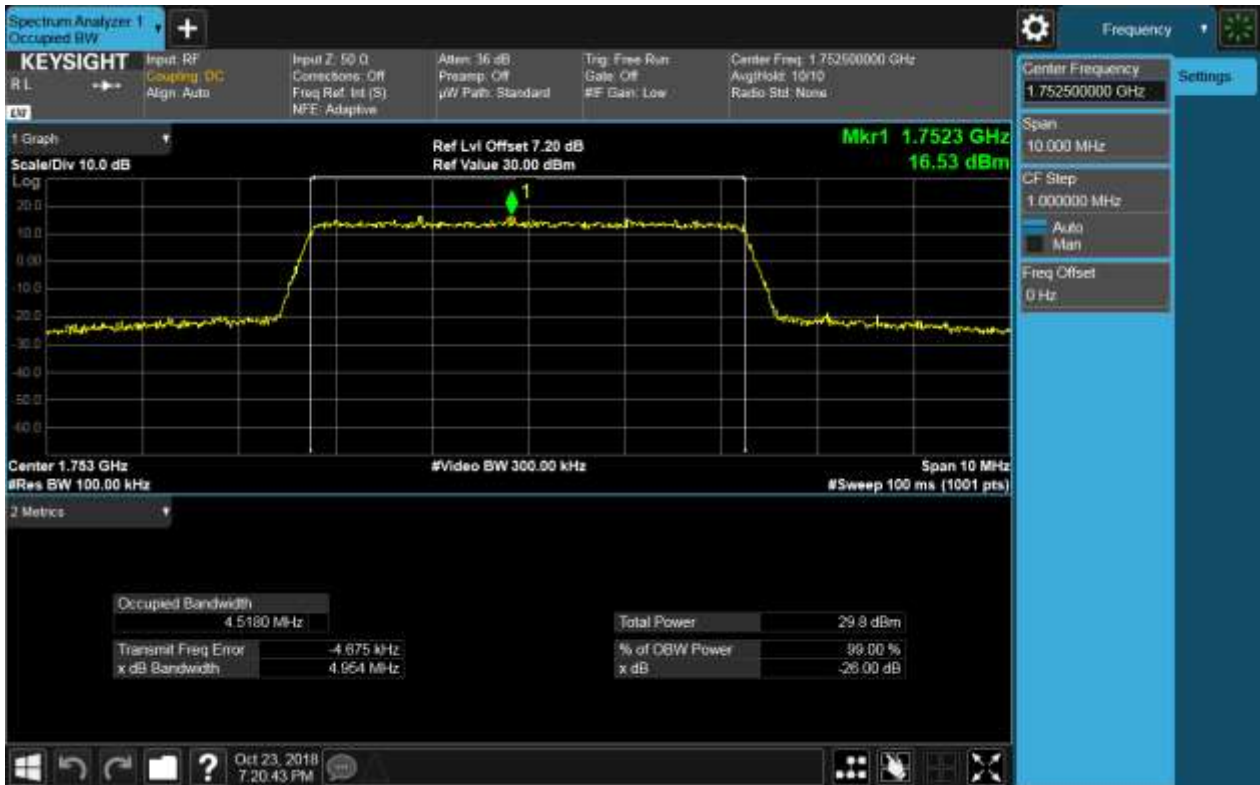 Spectrum Analyzer 1
Occupied BW
+
Frequency
KEYSIGHT
R L
Input: RF
Coupling: DC
Align: Auto
Input Z: 50 Ω
Corrections: Off
Freq Ref: Int (S)
NFE: Adaptive
Atten: 36 dB
Preamp: Off
µW Path: Standard
Trig: Free Run
Gate: Off
#IF Gain: Low
Center Freq: 1.752500000 GHz
Avg|Hold: 10/10
Radio Std: None
Center Frequency
1.752500000 GHz
Settings
Span
10.000 MHz
CF Step
1.000000 MHz
Auto
Man
Freq Offset
0 Hz
1 Graph
Scale/Div 10.0 dB
Ref Lvl Offset 7.20 dB
Ref Value 30.00 dBm
Mkr1 1.7523 GHz
16.53 dBm
Log
20.0
10.0
0.00
-10.0
-20.0
-30.0
-40.0
-50.0
-60.0
1
Center 1.753 GHz
#Video BW 300.00 kHz
Span 10 MHz
#Res BW 100.00 kHz
#Sweep 100 ms (1001 pts)
2 Metrics
Occupied Bandwidth
4.5180 MHz
Transmit Freq Error -4.675 kHz
x dB Bandwidth 4.954 MHz
Total Power 29.8 dBm
% of OBW Power 99.00 %
x dB -26.00 dB
?
Oct 23, 2018
7:20:43 PM